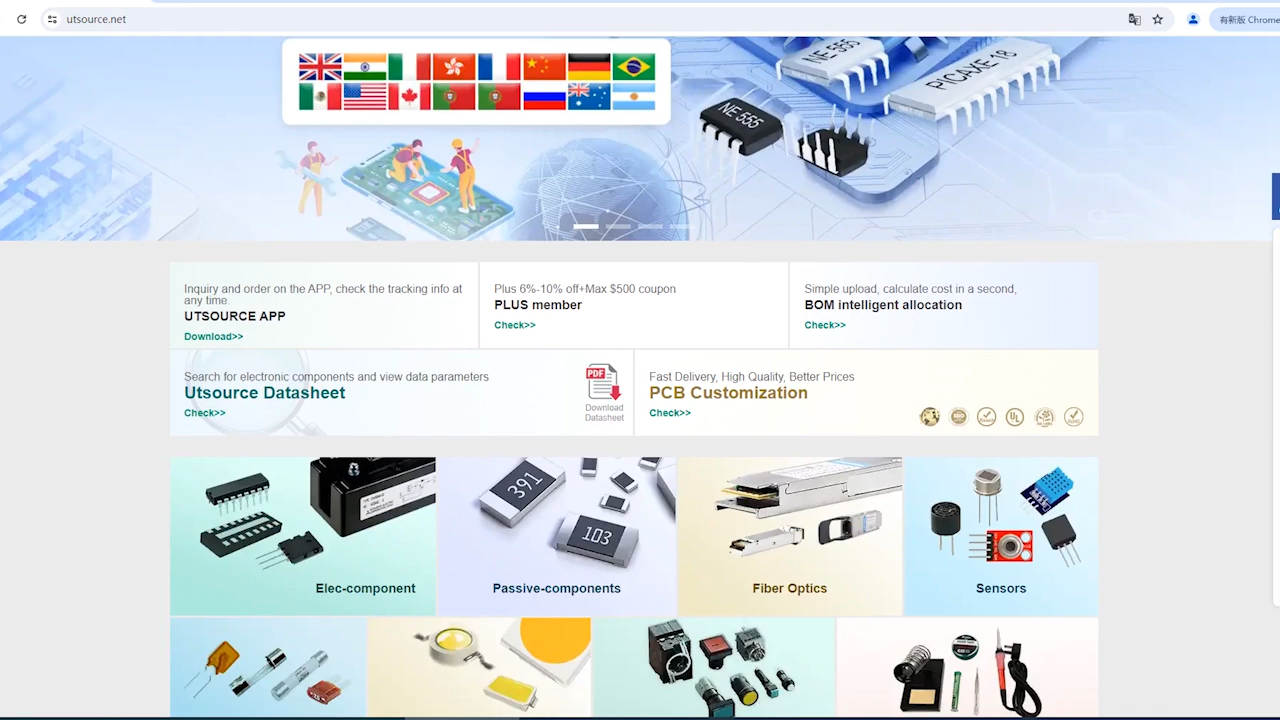 utsource.net
有新版 Chrome
NE 555
PICAXE-18
NE 555
Inquiry and order on the APP, check the tracking info at
any time.
UTSOURCE APP
Download>>
Plus 6%-10% off+Max $500 coupon
PLUS member
Check>>
Simple upload, calculate cost in a second,
BOM intelligent allocation
Check>>
Search for electronic components and view data parameters
Utsource Datasheet
Check>>
PDF
Download
Datasheet
Fast Delivery, High Quality, Better Prices
PCB Customization
Check>>
UL
391
103
Elec-component
Passive-components
Fiber Optics
Sensors